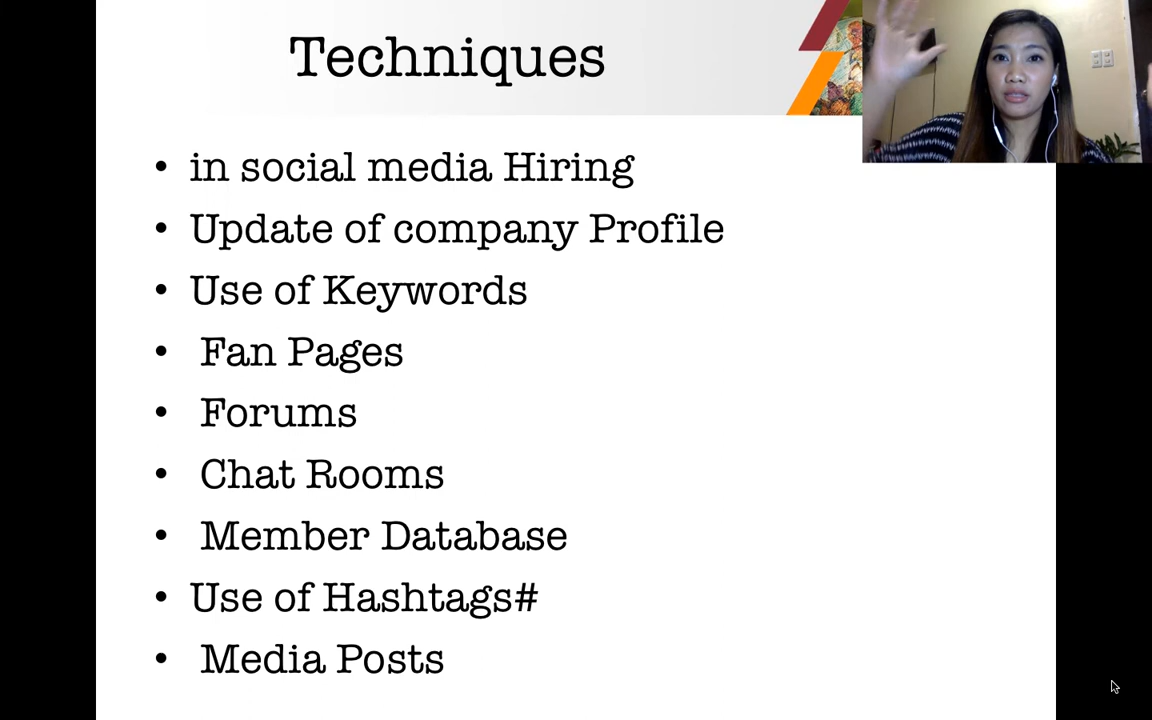 Techniques
• in social media Hiring
• Update of company Profile
• Use of Keywords
• Fan Pages
• Forums
• Chat Rooms
• Member Database
• Use of Hashtags#
• Media Posts